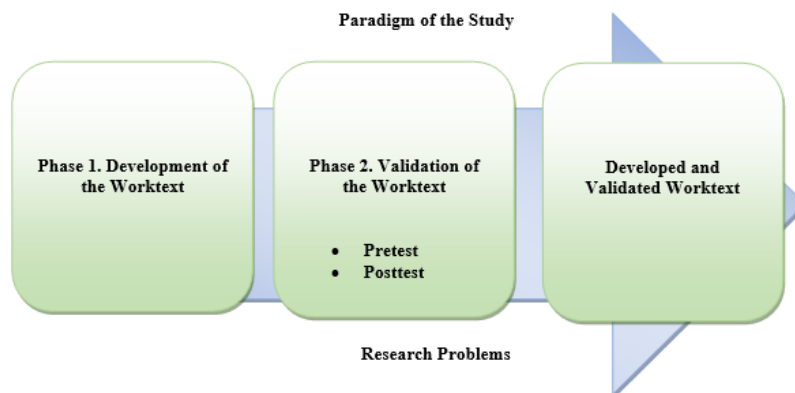 Paradigm of the Study
Phase 1. Development of
the Worktext
Phase 2. Validation of
the Worktext
• Pretest
• Posttest
Developed and
Validated Worktext
Research Problems